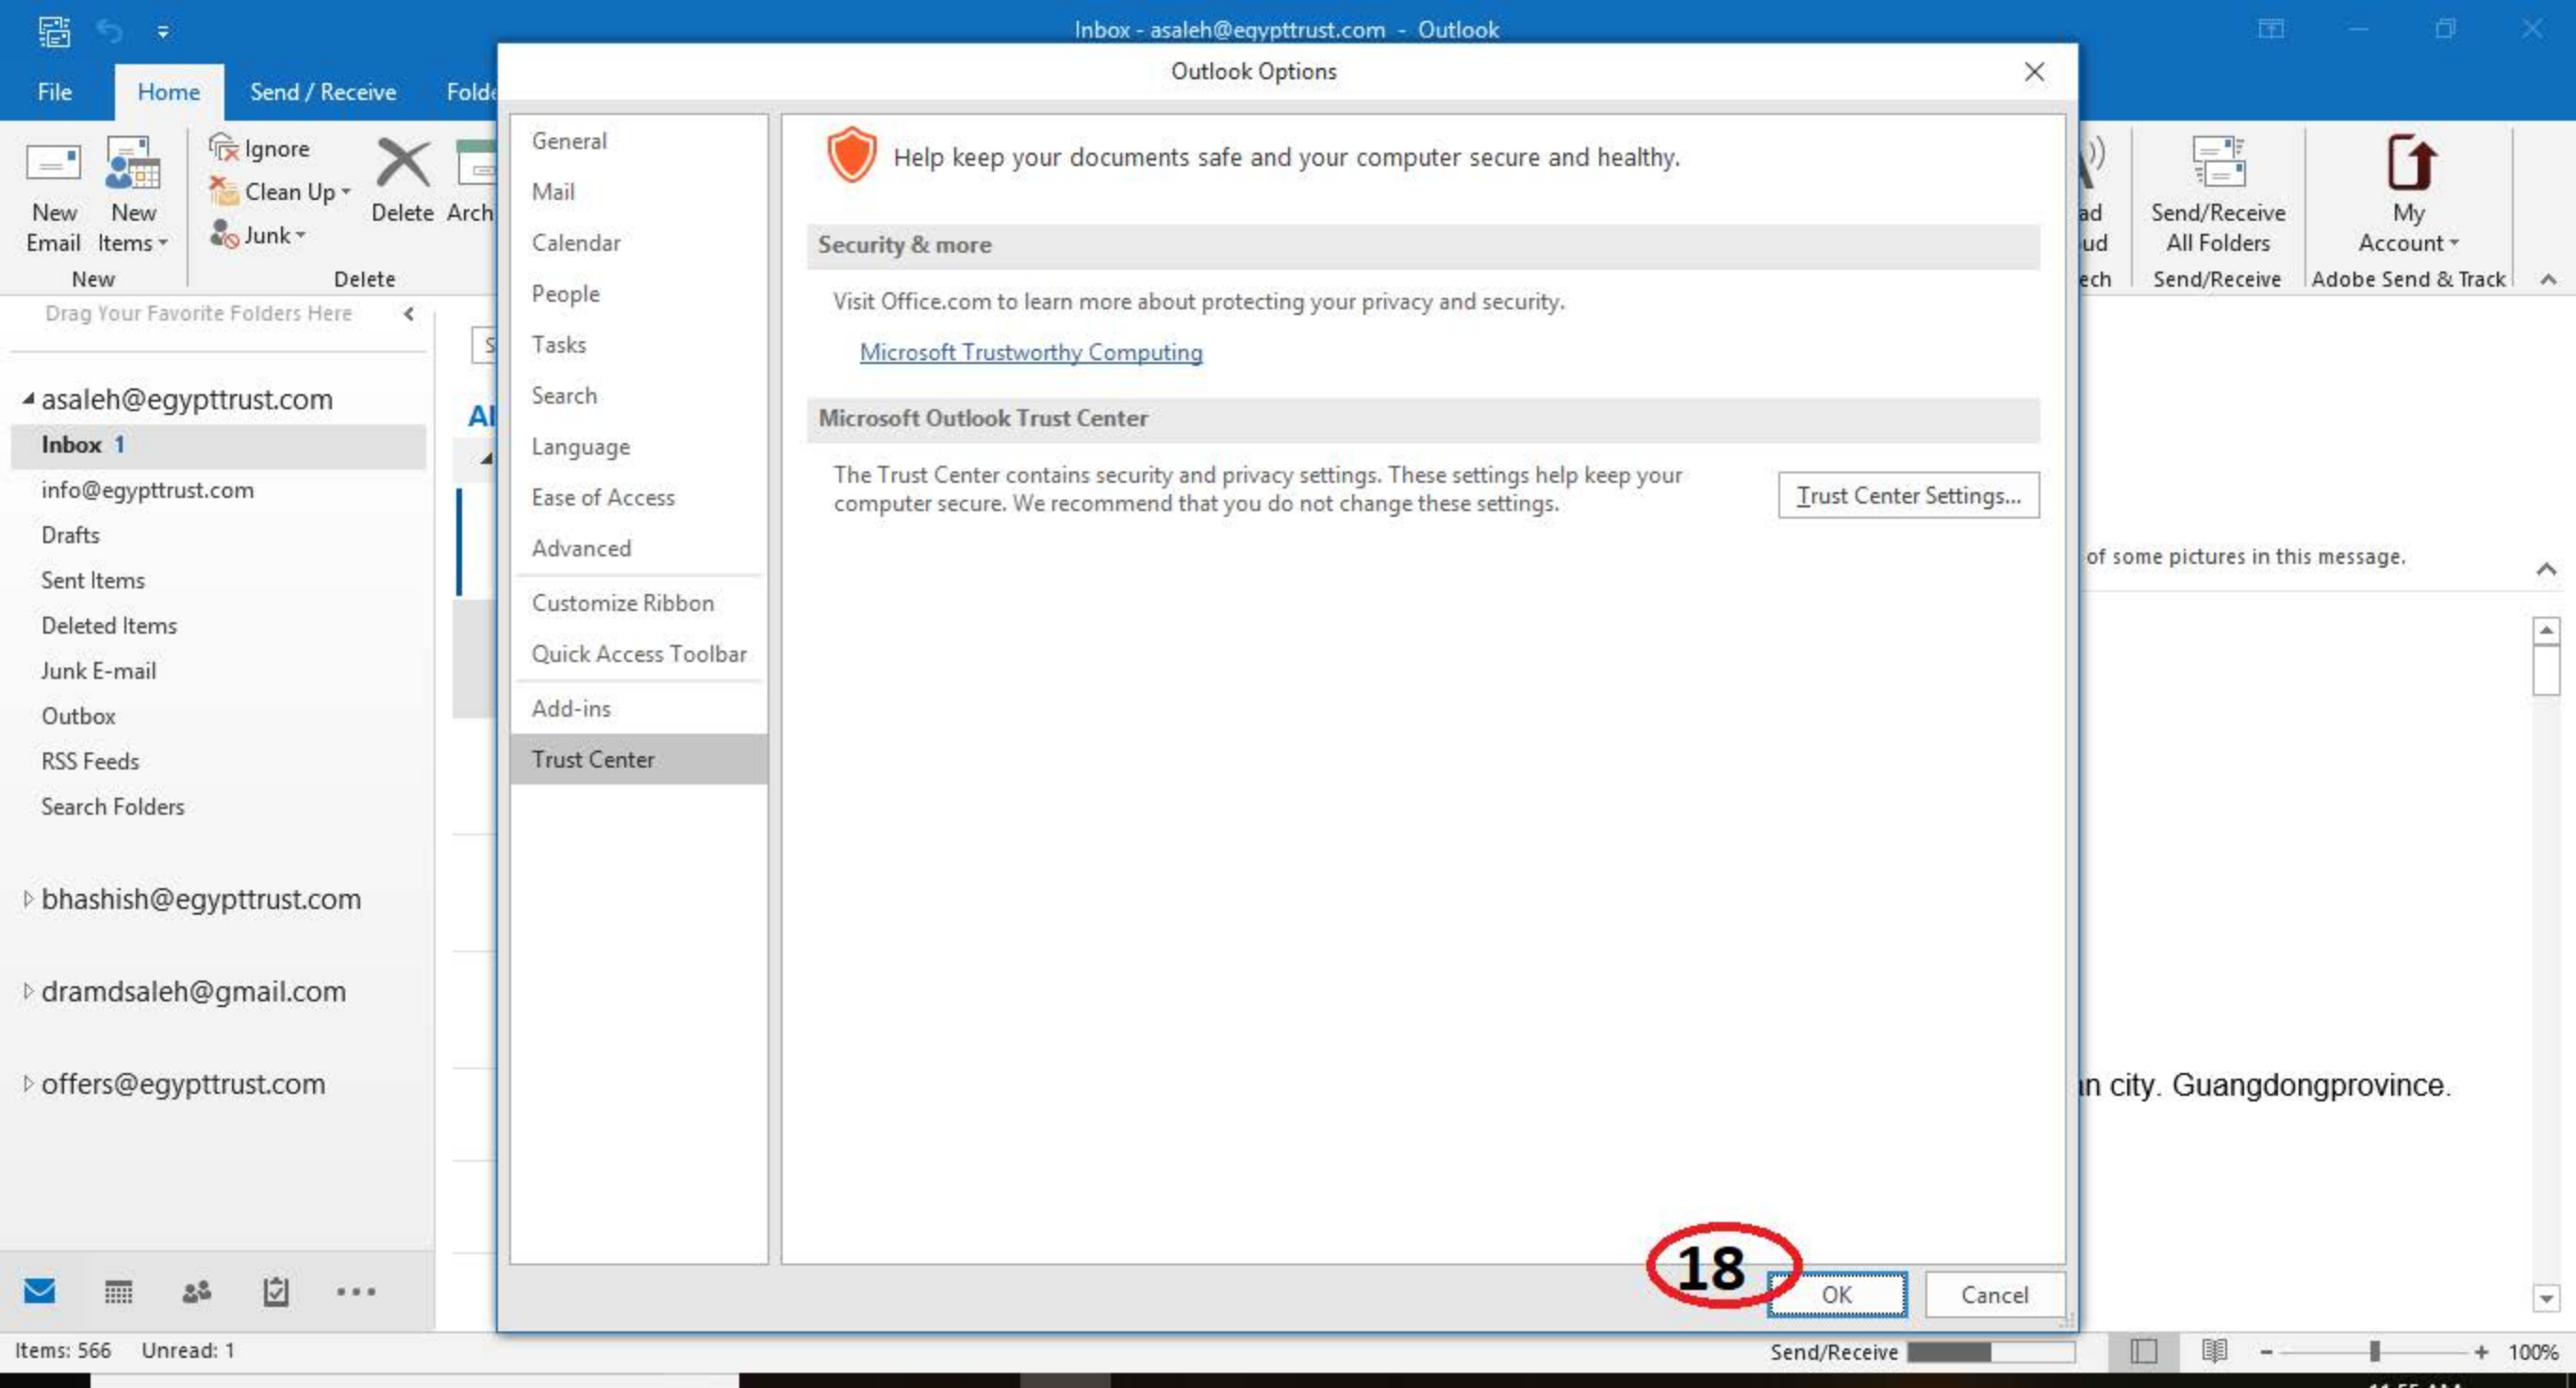 Inbox - asaleh@egypttrust.com - Outlook
File
Home
Send / Receive
New
Email
New
Items
New
Ignore
Clean Up
Junk
Delete
Delete
Drag Your Favorite Folders Here
asaleh@egypttrust.com
Inbox 1
info@egypttrust.com
Drafts
Sent Items
Deleted Items
Junk E-mail
Outbox
RSS Feeds
Search Folders
bhashish@egypttrust.com
dramdsaleh@gmail.com
offers@egypttrust.com
Items: 566
Unread: 1
Outlook Options
General
Mail
Calendar
People
Tasks
Search
Language
Ease of Access
Advanced
Customize Ribbon
Quick Access Toolbar
Add-ins
Trust Center
Help keep your documents safe and your computer secure and healthy.
Security & more
Visit Office.com to learn more about protecting your privacy and security.
Microsoft Trustworthy Computing
Microsoft Outlook Trust Center
The Trust Center contains security and privacy settings. These settings help keep your
computer secure. We recommend that you do not change these settings.
Trust Center Settings...
18
OK
Cancel
Send/Receive
All Folders
Send/Receive
My
Account
Adobe Send & Track
of some pictures in this message.
city. Guangdongprovince.
Send/Receive
100%